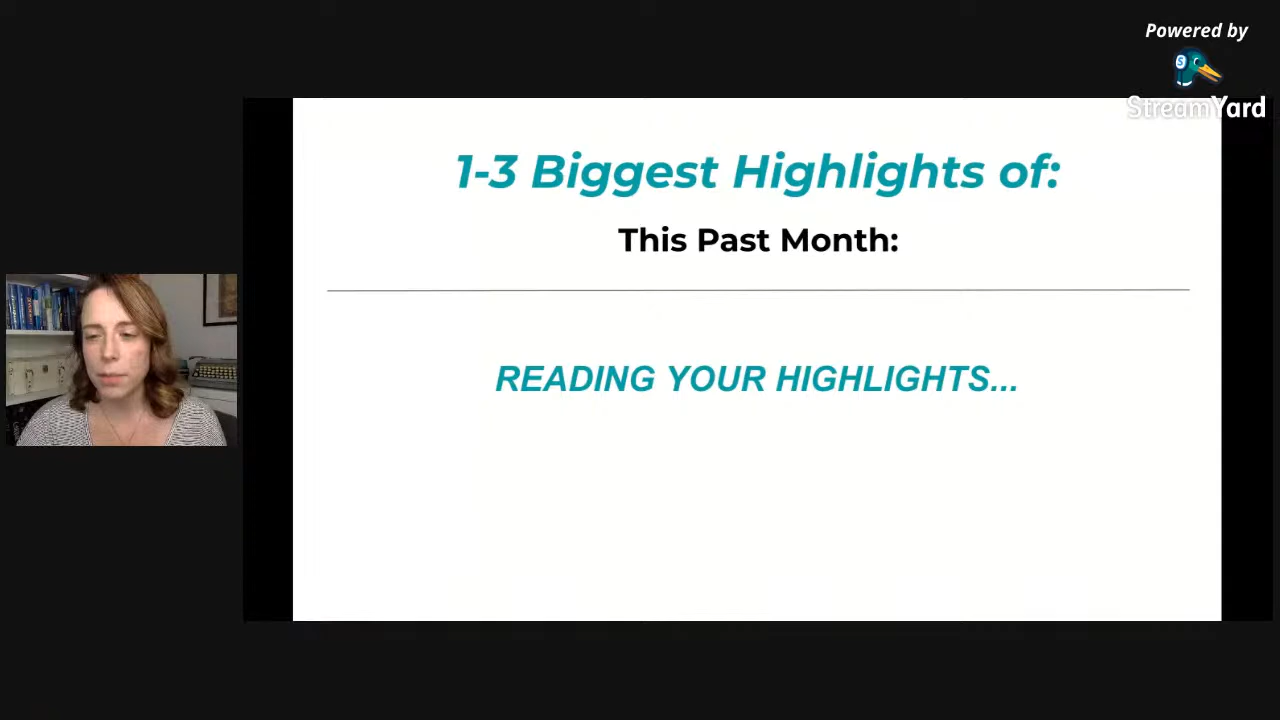 Powered by
StreamYard
1-3 Biggest Highlights of:
This Past Month:
READING YOUR HIGHLIGHTS...